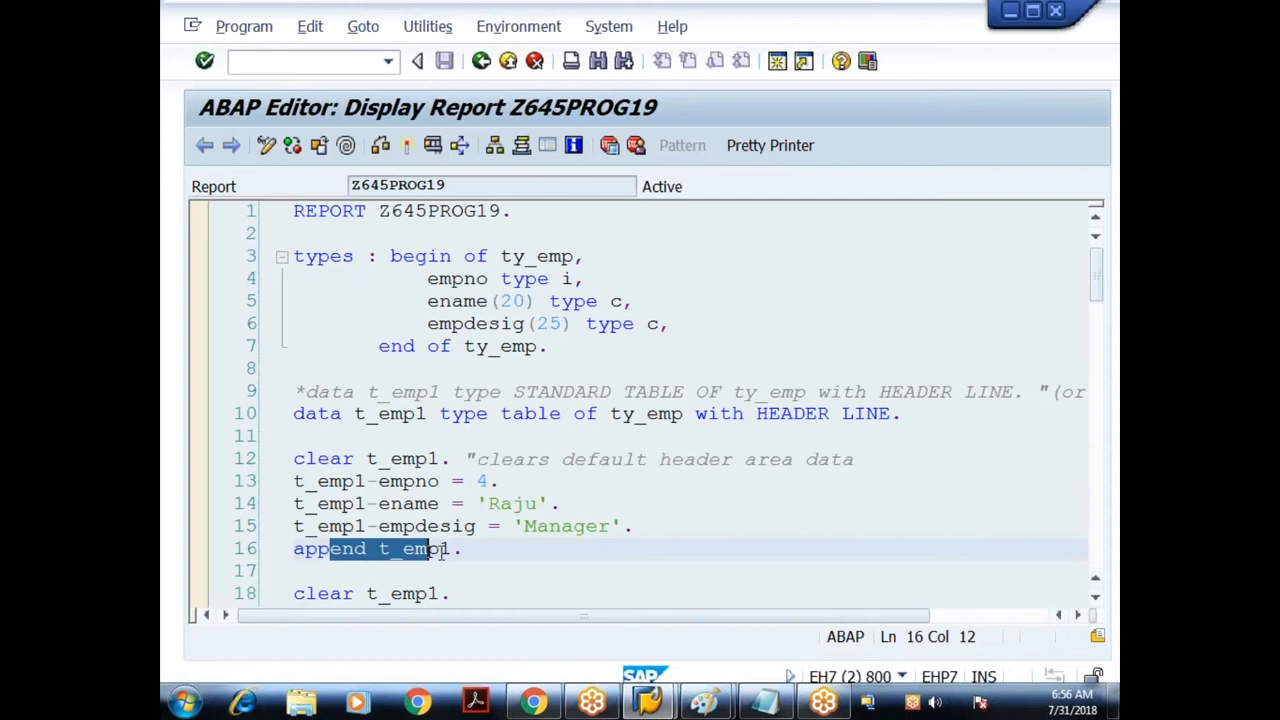 Program Edit Goto Utilities Environment System Help
ABAP Editor: Display Report Z645PROG19
Pattern Pretty Printer
Report Z645PROG19 Active
1 REPORT Z645PROG19.
2
3 types : begin of ty_emp,
4 empno type i,
5 ename(20) type c,
6 empdesig(25) type c,
7 end of ty_emp.
8
9 *data t_emp1 type STANDARD TABLE OF ty_emp with HEADER LINE. "(or
10 data t_emp1 type table of ty_emp with HEADER LINE.
11
12 clear t_emp1. "clears default header area data
13 t_emp1-empno = 4.
14 t_emp1-ename = 'Raju'.
15 t_emp1-empdesig = 'Manager'.
16 append t_emp1.
17
18 clear t_emp1.
ABAP Ln 16 Col 12
SAP EH7 (2) 800 EHP7 INS
6:56 AM
7/31/2018